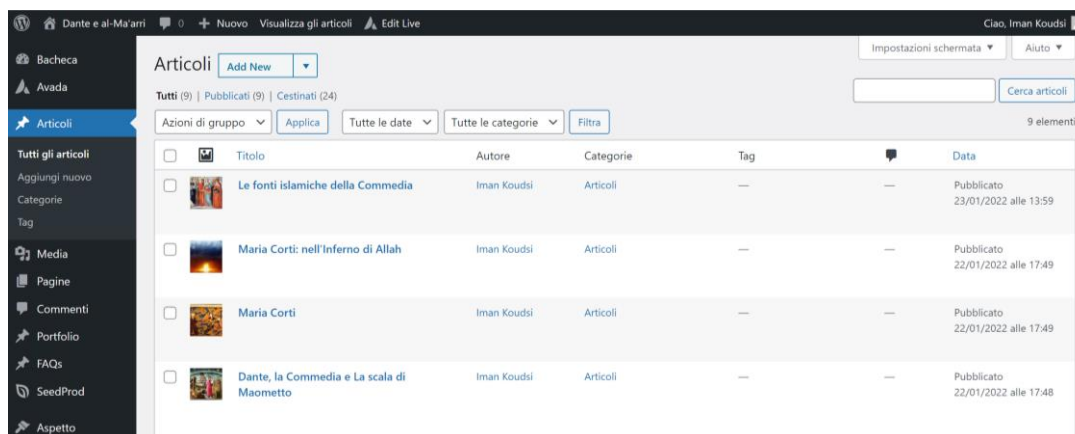 Dante e al-Ma'arri 0 Nuovo Visualizza gli articoli Edit Live Ciao, Iman Koudsi
Impostazioni schermata ▼ Aiuto ▼
Bacheca
Avada
Articoli
Tutti gli articoli
Aggiungi nuovo
Categorie
Tag
Media
Pagine
Commenti
Portfolio
FAQs
SeedProd
Aspetto
Articoli Add New
Tutti (9) | Pubblicati (9) | Cestinati (24)
Cerca articoli
Azioni di gruppo Applica Tutte le date Tutte le categorie Filtra 9 elementi
Titolo Autore Categorie Tag Data
Le fonti islamiche della Commedia Iman Koudsi Articoli — — Pubblicato
23/01/2022 alle 13:59
Maria Corti: nell'Inferno di Allah Iman Koudsi Articoli — — Pubblicato
22/01/2022 alle 17:49
Maria Corti Iman Koudsi Articoli — — Pubblicato
22/01/2022 alle 17:49
Dante, la Commedia e La scala di Iman Koudsi Articoli — — Pubblicato
Maometto 22/01/2022 alle 17:48